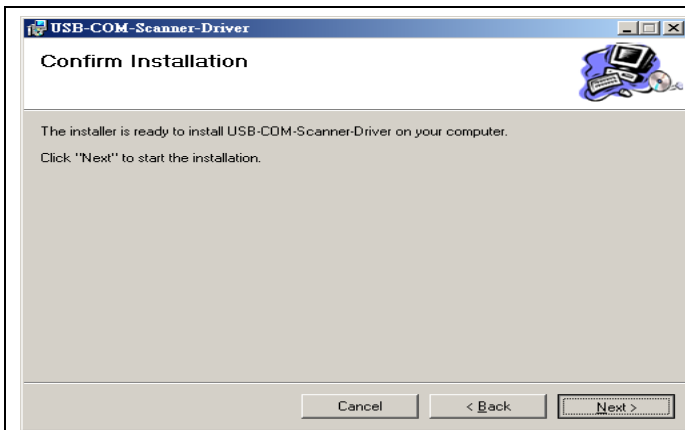 USB-COM-Scanner-Driver
Confirm Installation
The installer is ready to install USB-COM-Scanner-Driver on your computer.
Click "Next" to start the installation.
Cancel
< Back
Next >